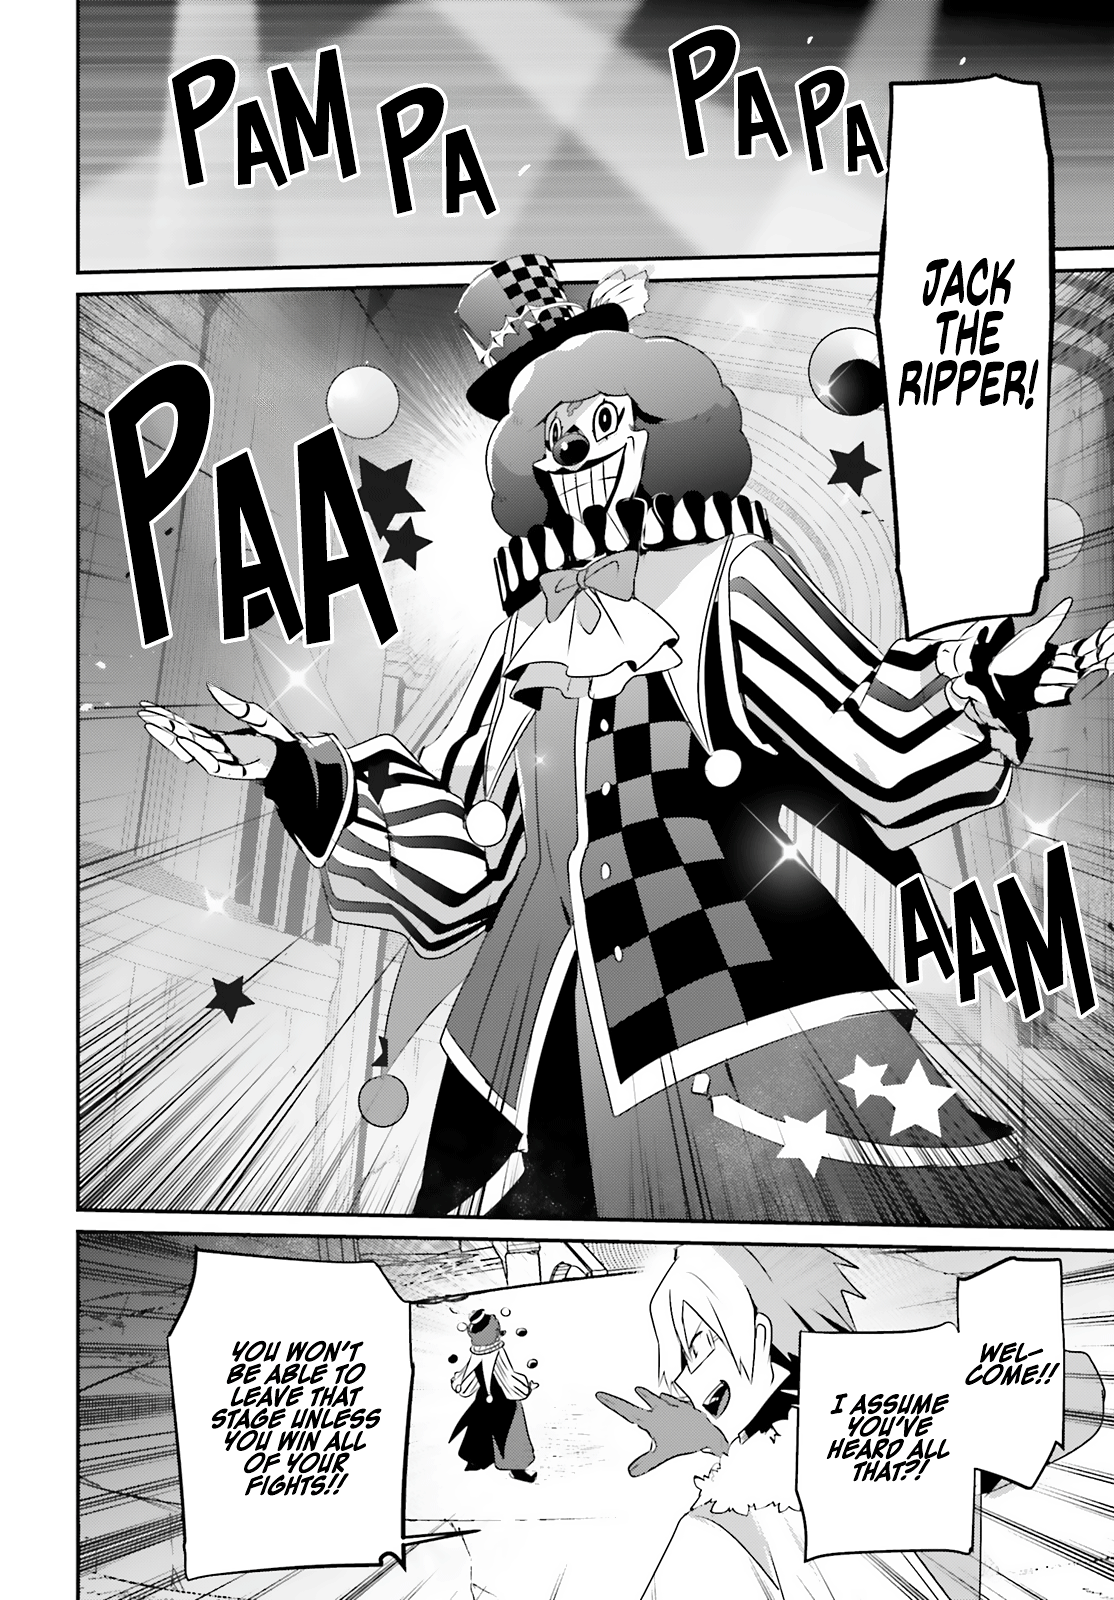 PAM PA PA PA
JACK
THE
RIPPER!
PAA
AAM
WEL-
COME!!
I ASSUME
YOU'VE
HEARD ALL
THAT?!
YOU WON'T
BE ABLE TO
LEAVE THAT
STAGE UNLESS
YOU WIN ALL
OF YOUR
FIGHTS!!